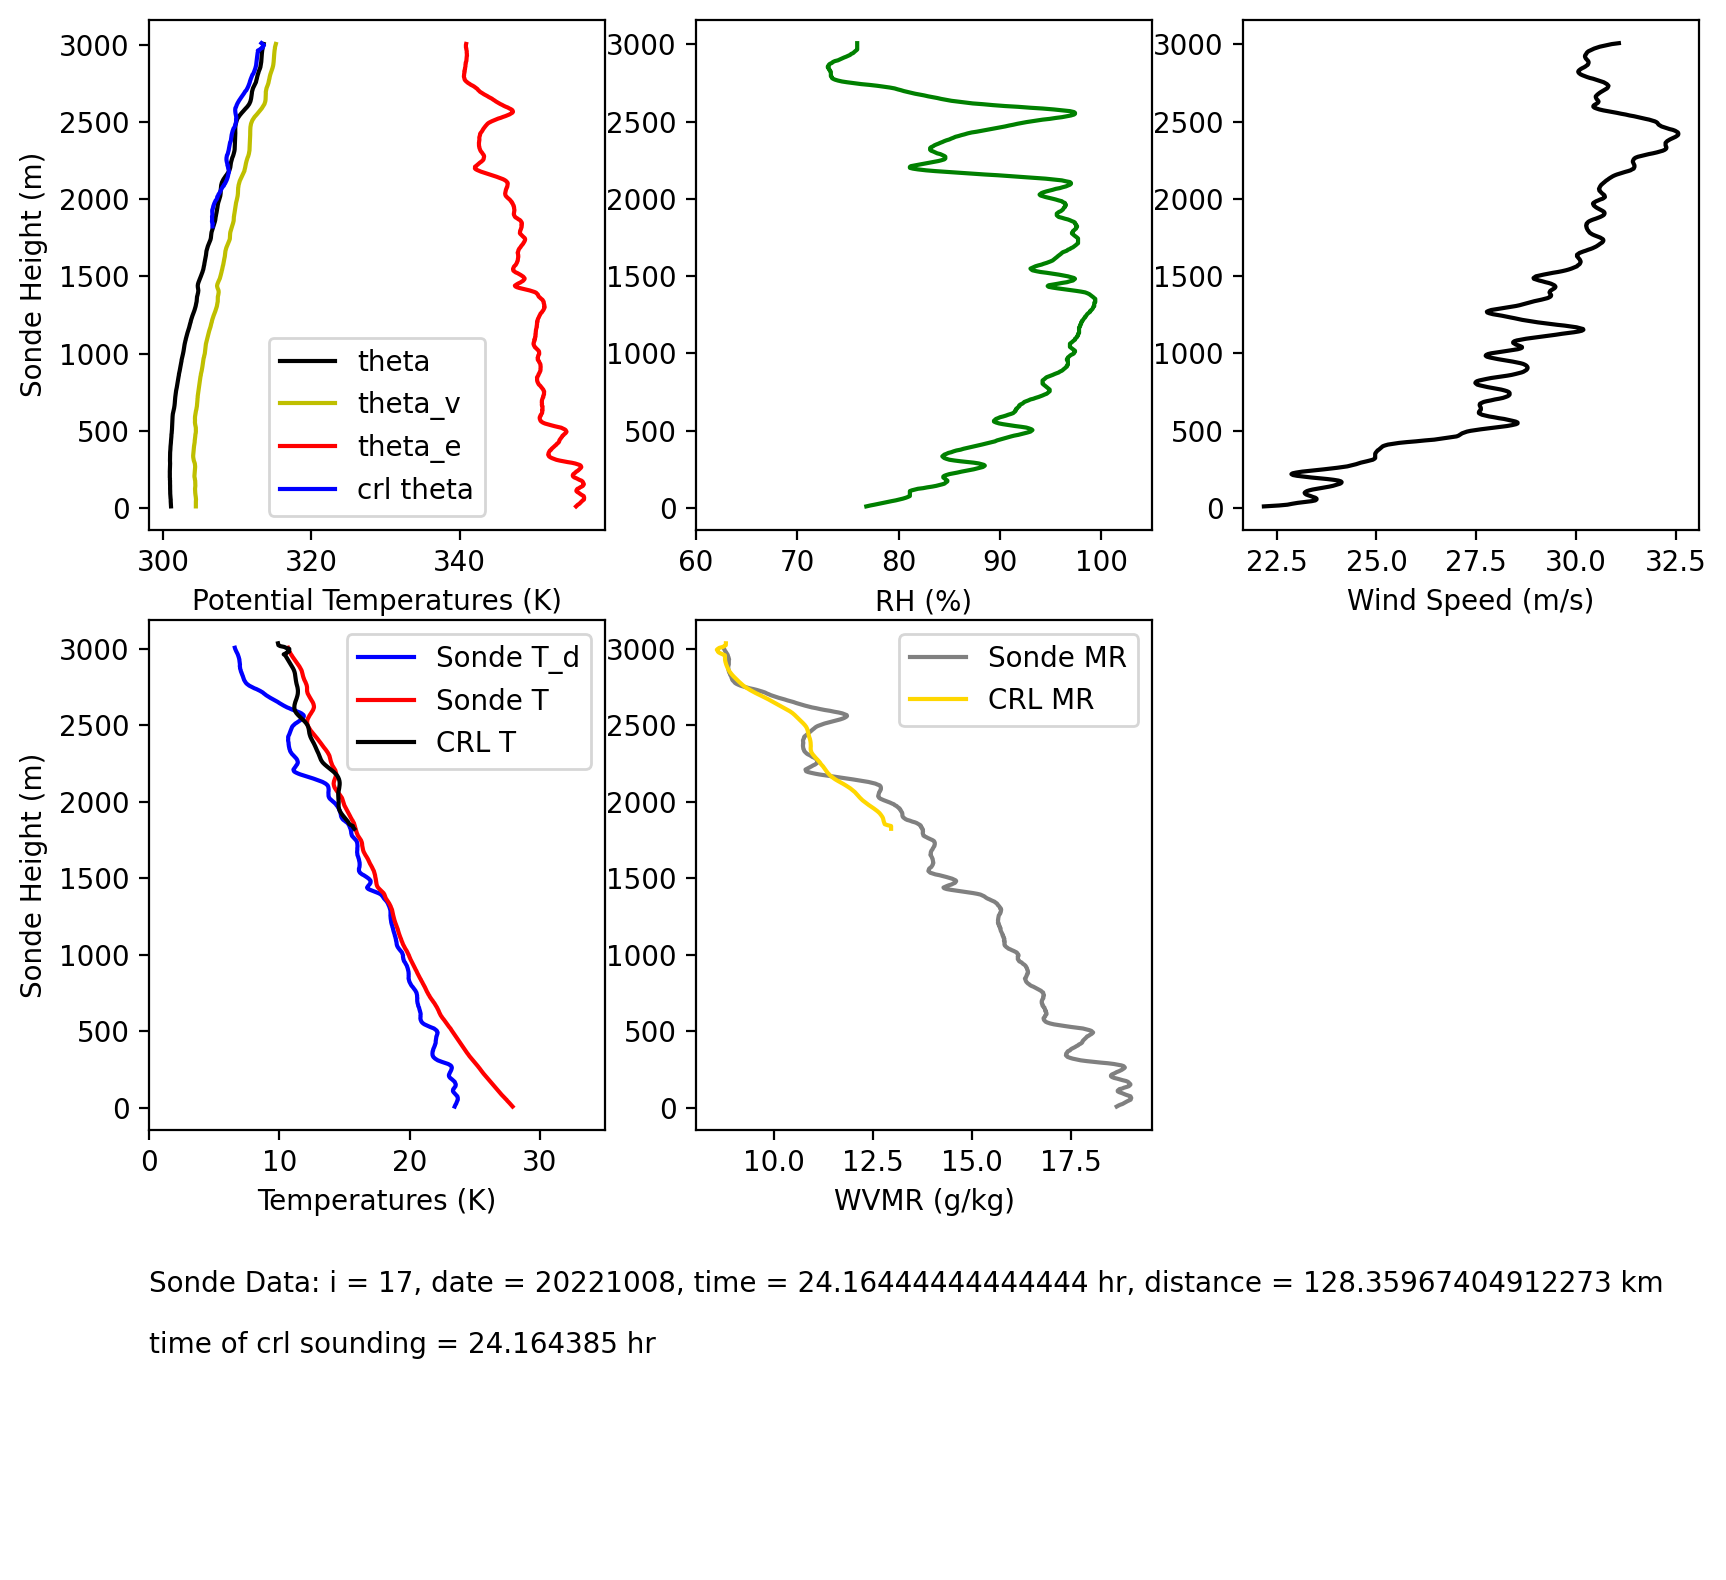 3000
2500
2000
1500
1000
500
0
Sonde Height (m)
theta
theta_v
theta_e
crl theta
300 320 340
Potential Temperatures (K)
3000
2500
2000
1500
1000
500
0
60 70 80 90 100
RH (%)
3000
2500
2000
1500
1000
500
0
22.5 25.0 27.5 30.0 32.5
Wind Speed (m/s)
3000
2500
2000
1500
1000
500
0
Sonde Height (m)
Sonde T_d
Sonde T
CRL T
0 10 20 30
Temperatures (K)
3000
2500
2000
1500
1000
500
0
Sonde MR
CRL MR
10.0 12.5 15.0 17.5
WVMR (g/kg)
Sonde Data: i = 17, date = 20221008, time = 24.16444444444444 hr, distance = 128.35967404912273 km
time of crl sounding = 24.164385 hr